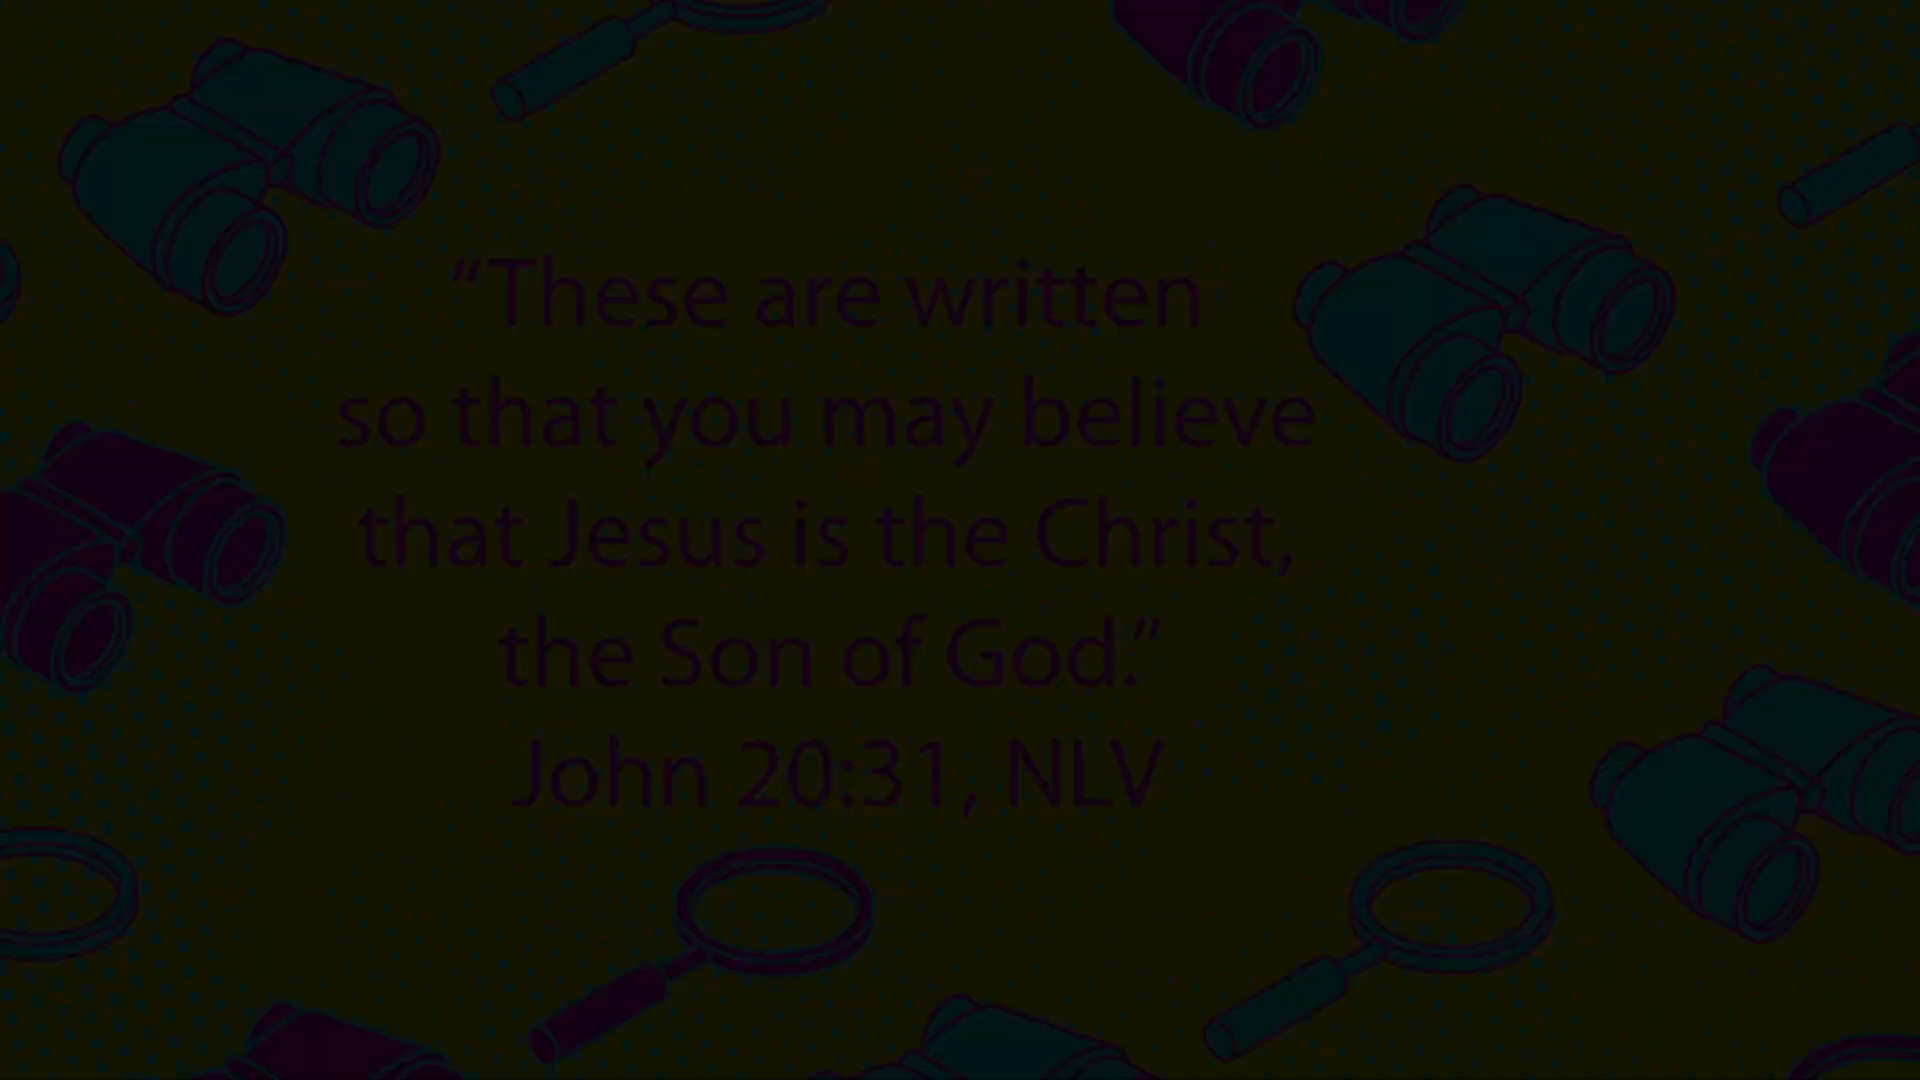 “These are written
so that you may believe
that Jesus is the Christ,
the Son of God.”
John 20:31, NLV